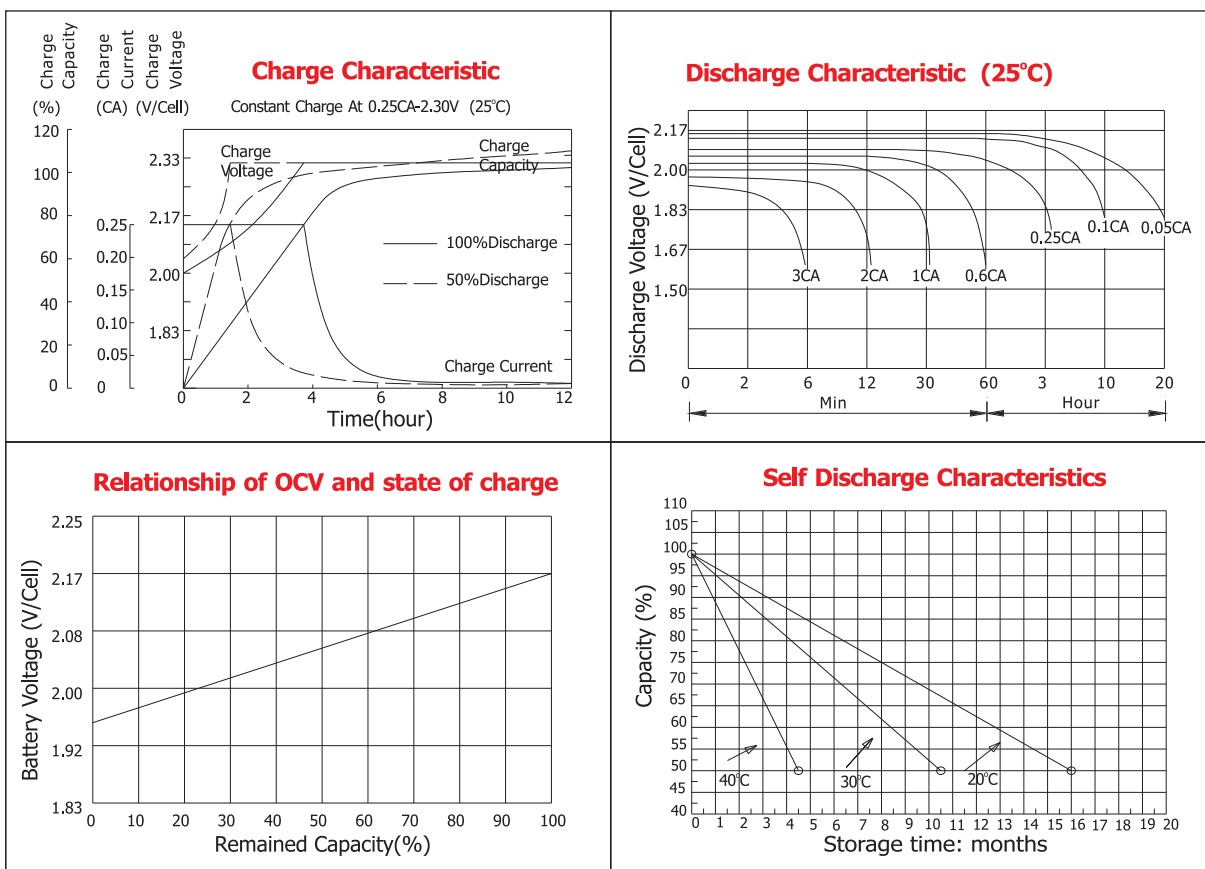 Charge Capacity
Charge Current
Charge Voltage
(%) (CA) (V/Cell)
Charge Characteristic
Constant Charge At 0.25CA-2.30V (25°C)
120
100
80
60
40
20
0
0.25
0.20
0.15
0.10
0.05
0
2.33
2.17
2.00
1.83
Charge Voltage
Charge Capacity
100%Discharge
50%Discharge
Charge Current
0 2 4 6 8 10 12
Time(hour)
Discharge Characteristic (25°C)
Discharge Voltage (V/Cell)
2.17
2.00
1.83
1.67
1.50
3CA 2CA 1CA 0.6CA 0.25CA 0.1CA 0.05CA
0 2 6 12 30 60 3 10 20
Min Hour
Relationship of OCV and state of charge
Battery Voltage (V/Cell)
2.25
2.17
2.08
2.00
1.92
1.83
0 10 20 30 40 50 60 70 80 90 100
Remained Capacity(%)
Self Discharge Characteristics
Capacity (%)
110
105
100
95
90
85
80
75
70
65
60
55
50
45
40
40°C 30°C 20°C
0 1 2 3 4 5 6 7 8 9 10 11 12 13 14 15 16 17 18 19 20
Storage time: months